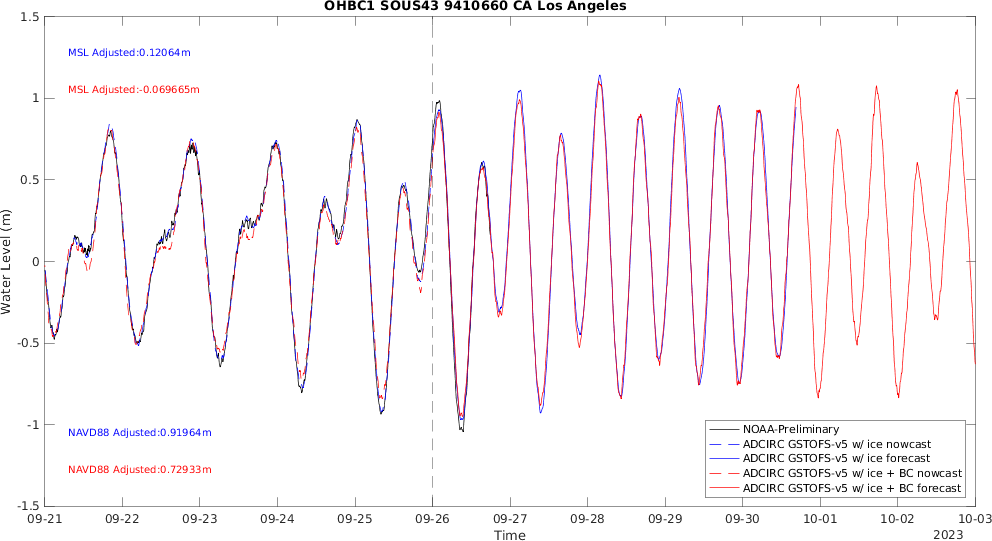 OHBC1 SOUS43 9410660 CA Los Angeles
1.5
1
0.5
0
-0.5
-1
-1.5
Water Level (m)
MSL Adjusted:0.12064m
MSL Adjusted:-0.069665m
NAVD88 Adjusted:0.91964m
NAVD88 Adjusted:0.72933m
NOAA-Preliminary
ADCIRC GSTOFS-v5 w/ ice nowcast
ADCIRC GSTOFS-v5 w/ ice forecast
ADCIRC GSTOFS-v5 w/ ice + BC nowcast
ADCIRC GSTOFS-v5 w/ ice + BC forecast
09-21 09-22 09-23 09-24 09-25 09-26 09-27 09-28 09-29 09-30 10-01 10-02 10-03
Time
2023